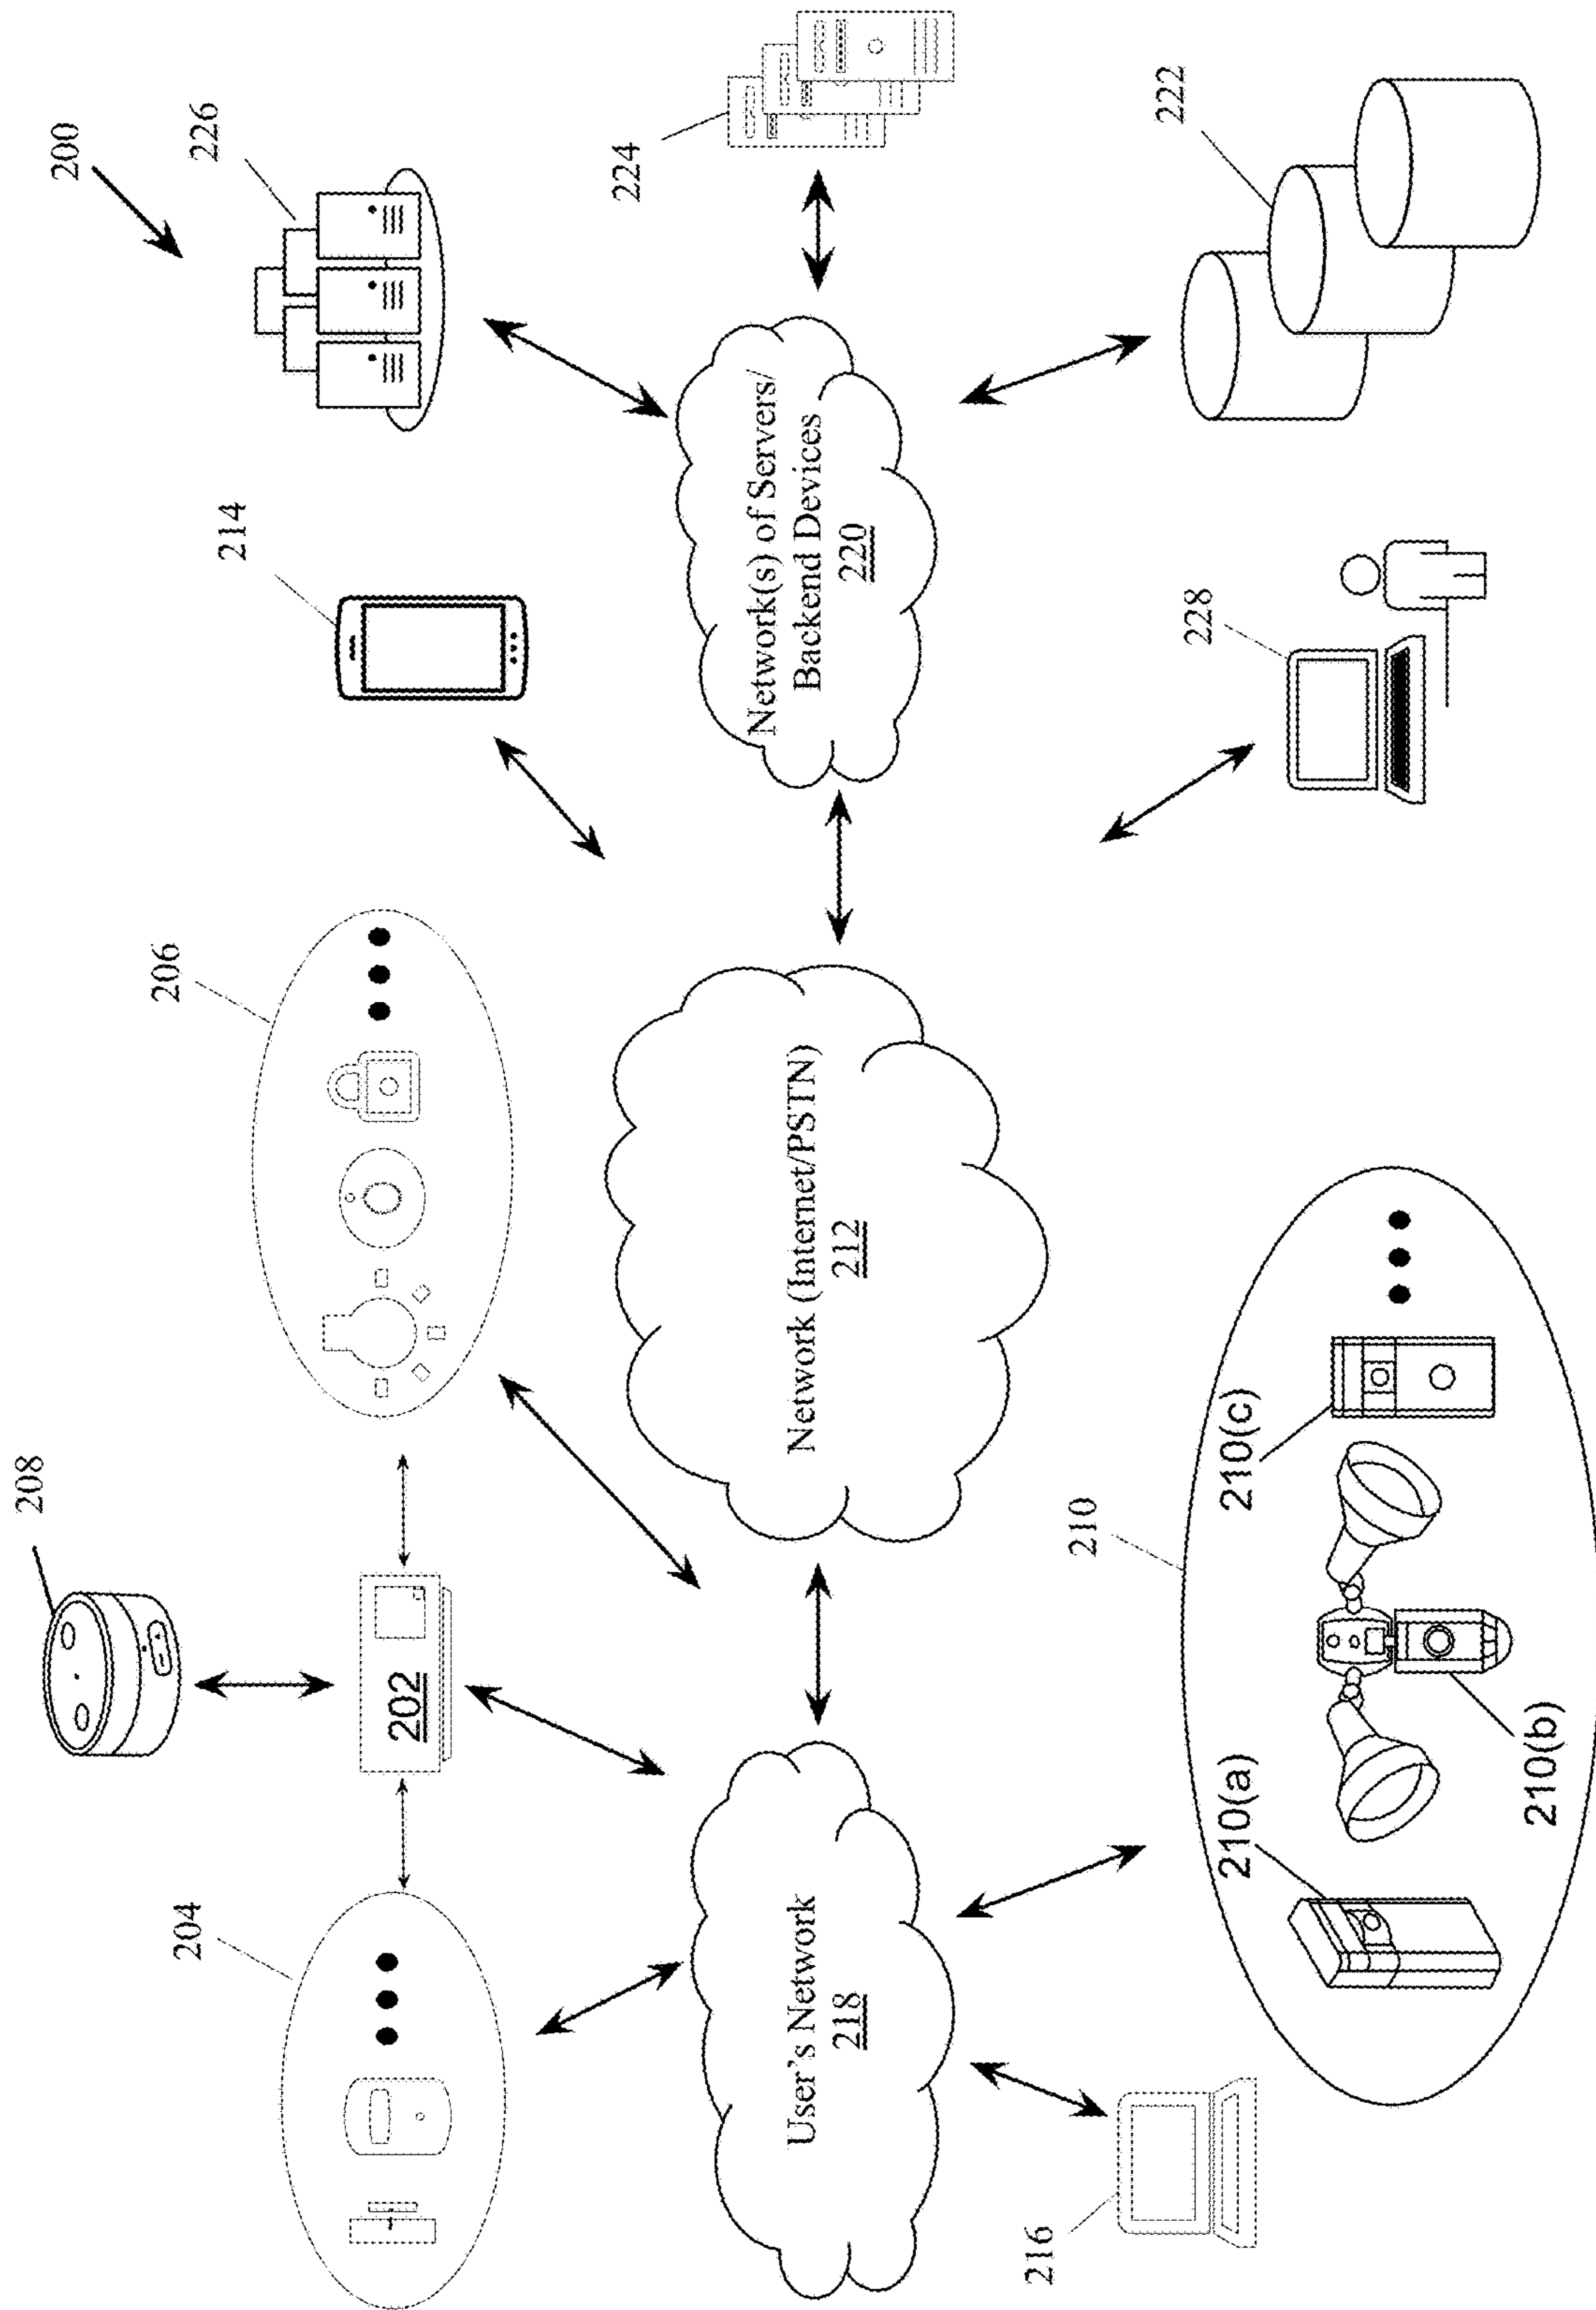 200
208
206
226
214
204
202
224
User's Network
218
Network (Internet/PSTN)
212
Network(s) of Servers/
Backend Devices
220
216
210
210(a)
210(b)
210(c)
228
222